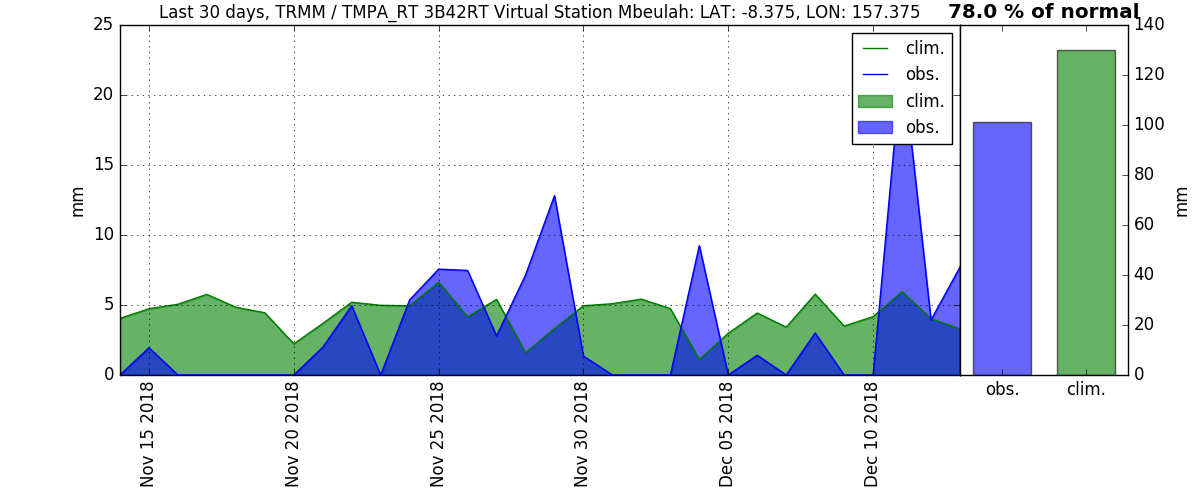 Last 30 days, TRMM / TMPA_RT 3B42RT Virtual Station Mbeulah: LAT: -8.375, LON: 157.375
78.0 % of normal
25
20
15
10
5
0
mm
clim.
obs.
clim.
obs.
Nov 15 2018
Nov 20 2018
Nov 25 2018
Nov 30 2018
Dec 05 2018
Dec 10 2018
140
120
100
80
60
40
20
0
mm
obs.
clim.